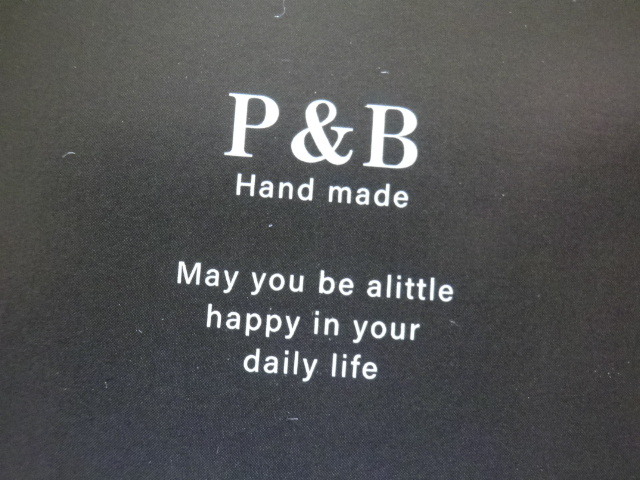 P&B
Hand made
May you be alittle
happy in your
daily life